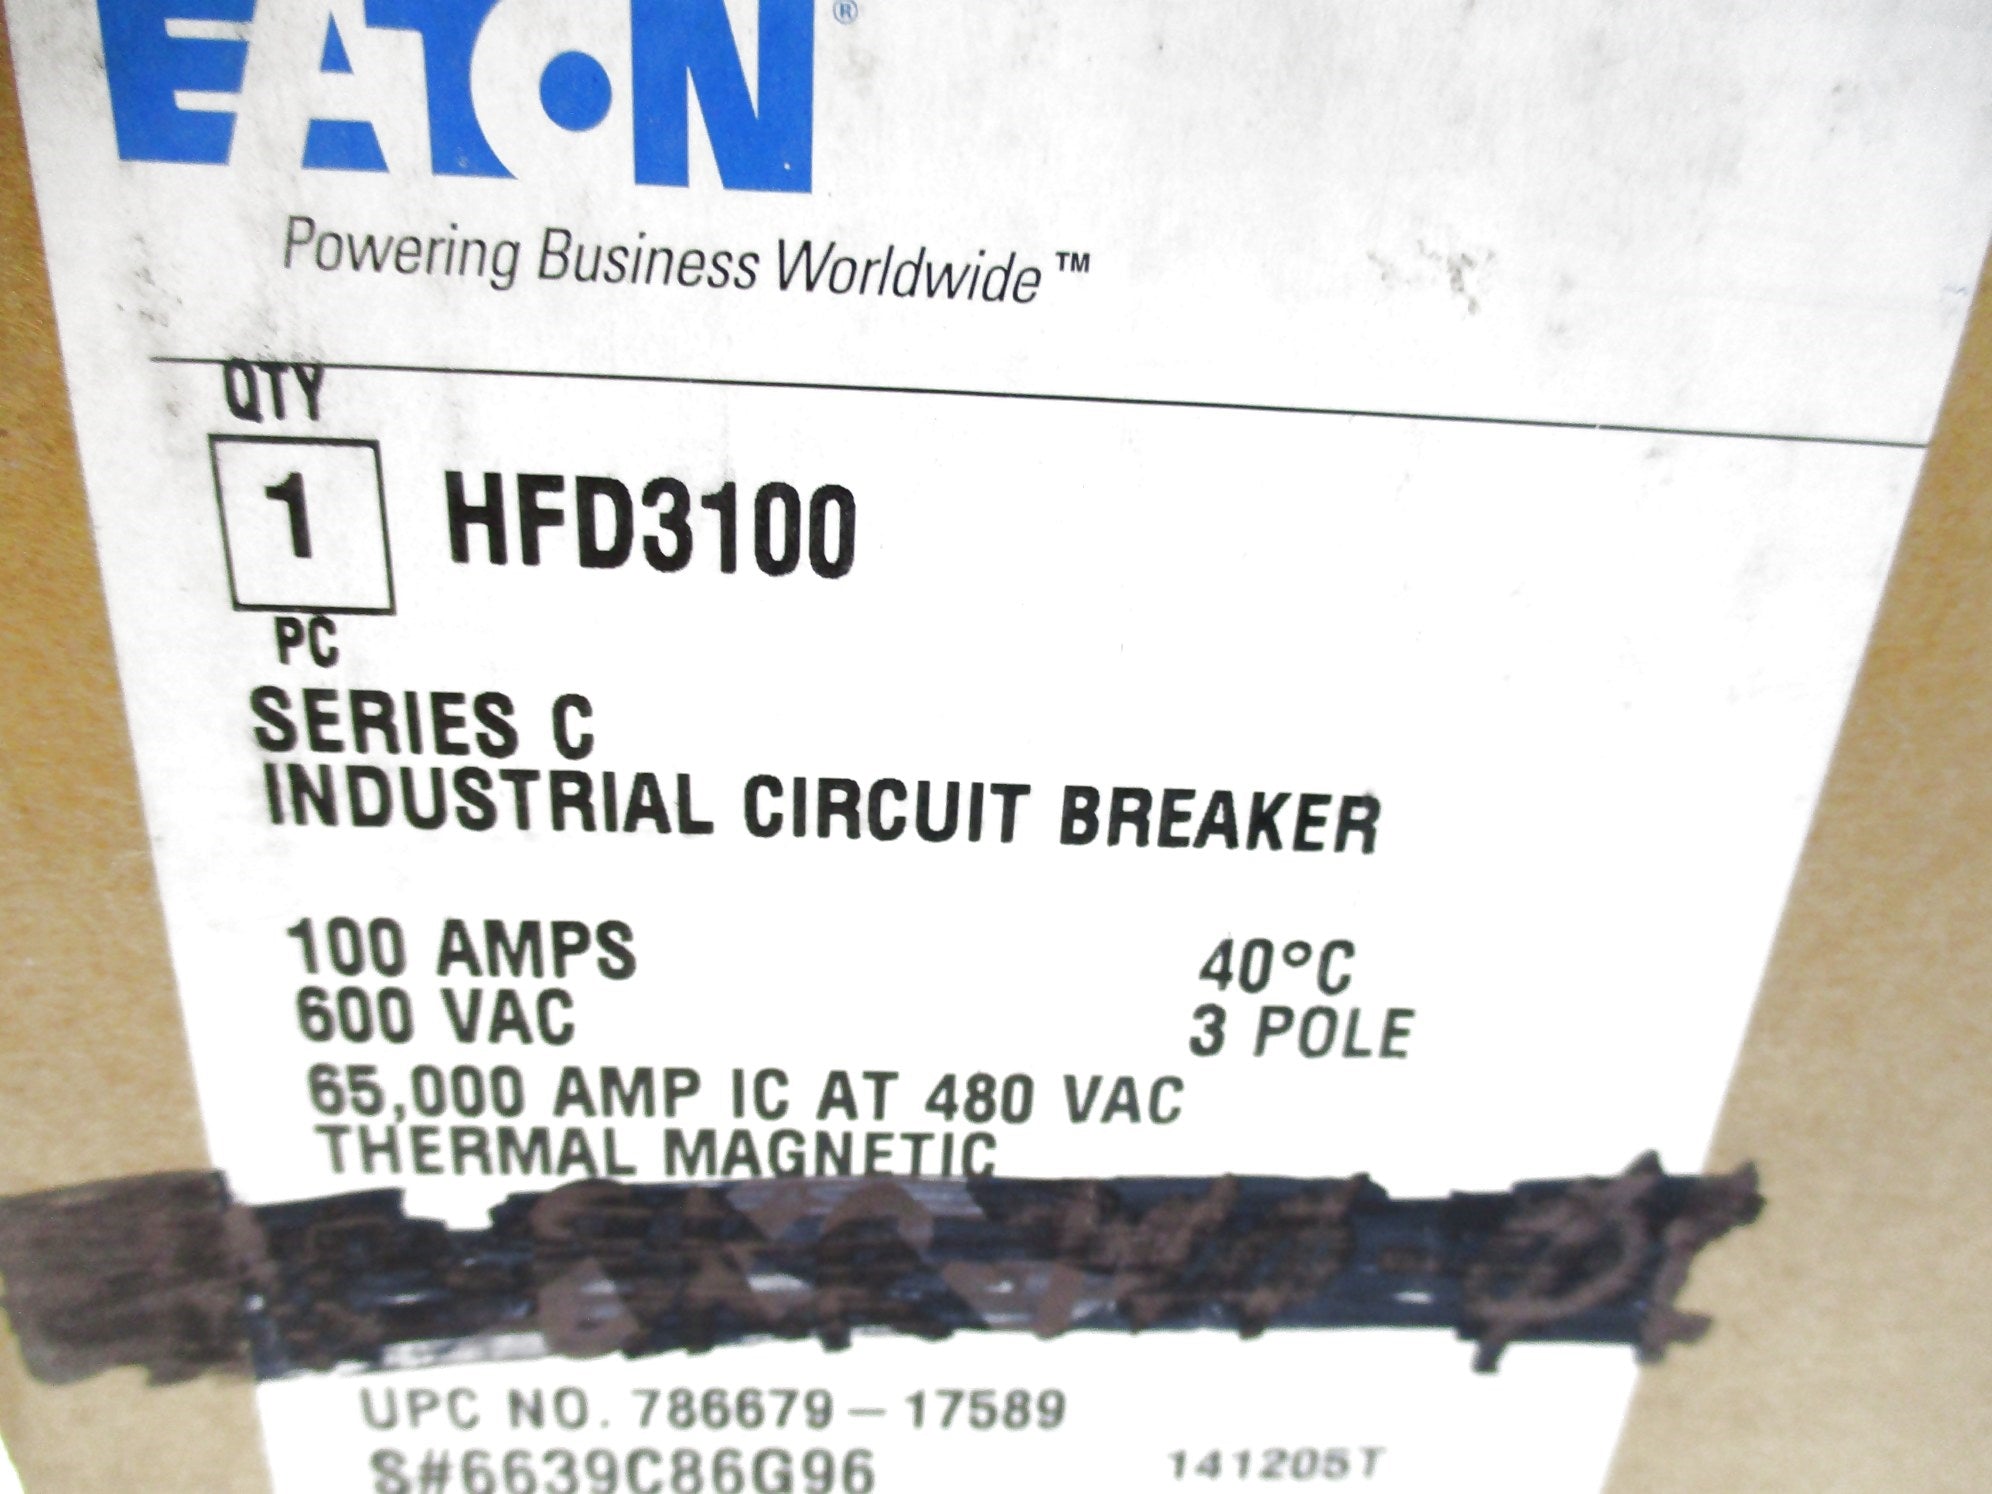 EATON®
Powering Business Worldwide™
QTY
1 HFD3100
PC
SERIES C
INDUSTRIAL CIRCUIT BREAKER
100 AMPS 40°C
600 VAC 3 POLE
65,000 AMP IC AT 480 VAC
THERMAL MAGNETIC
UPC NO. 786679-17589
S#6639C86G96 141205T